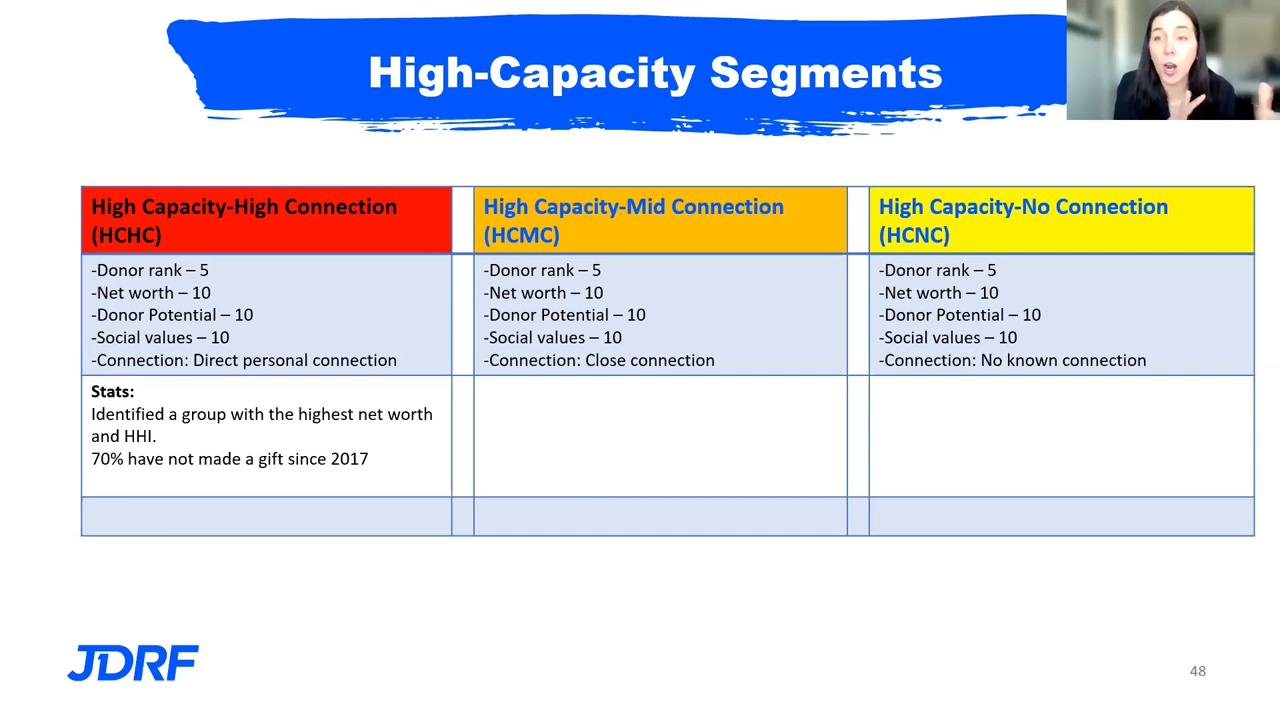 High-Capacity Segments
High Capacity-High Connection
(HCHC)
High Capacity-Mid Connection
(HCMC)
High Capacity-No Connection
(HCNC)
-Donor rank – 5
-Net worth – 10
-Donor Potential – 10
-Social values – 10
-Connection: Direct personal connection
-Donor rank – 5
-Net worth – 10
-Donor Potential – 10
-Social values – 10
-Connection: Close connection
-Donor rank – 5
-Net worth – 10
-Donor Potential – 10
-Social values – 10
-Connection: No known connection
Stats:
Identified a group with the highest net worth
and HHI.
70% have not made a gift since 2017
JDRF
48